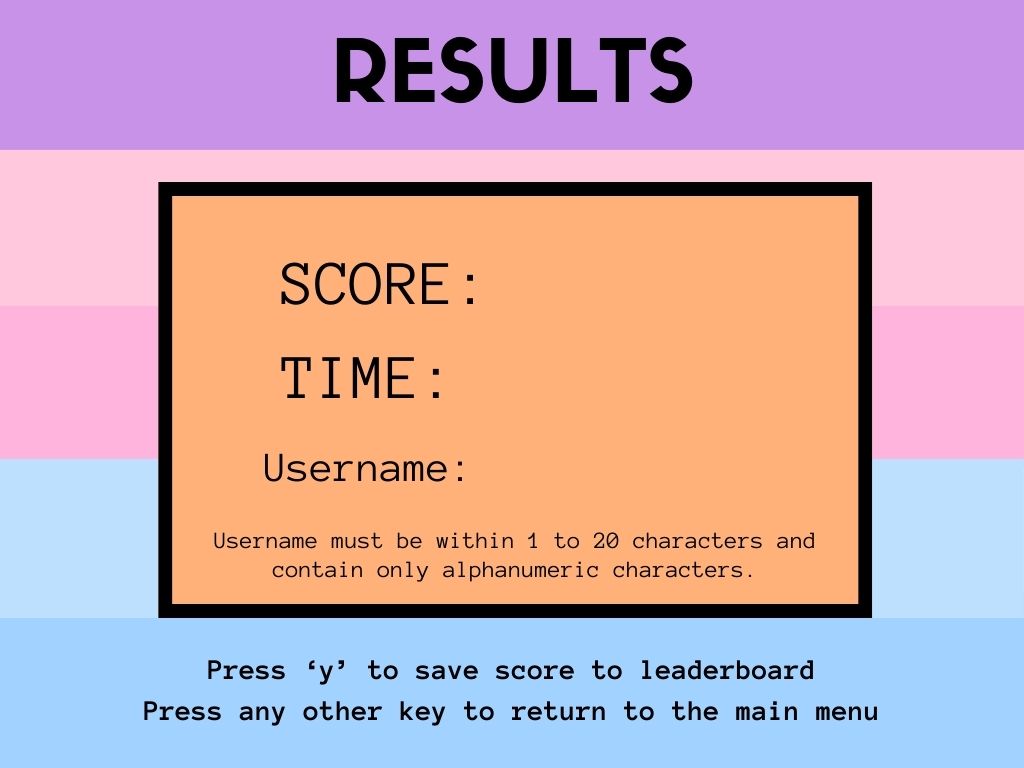 RESULTS
SCORE:
TIME:
Username:
Username must be within 1 to 20 characters and
contain only alphanumeric characters.
Press ‘y’ to save score to leaderboard
Press any other key to return to the main menu